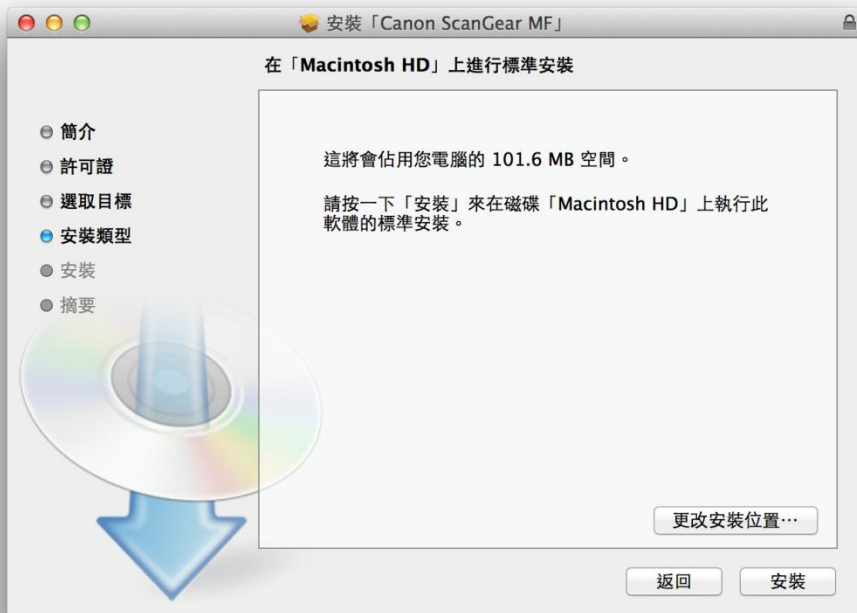 安裝「Canon ScanGear MF」
在「Macintosh HD」上進行標準安裝
簡介
許可證
選取目標
安裝類型
安裝
摘要
這將會佔用您電腦的 101.6 MB 空間。
請按一下「安裝」來在磁碟「Macintosh HD」上執行此
軟體的標準安裝。
更改安裝位置⋯
返回
安裝